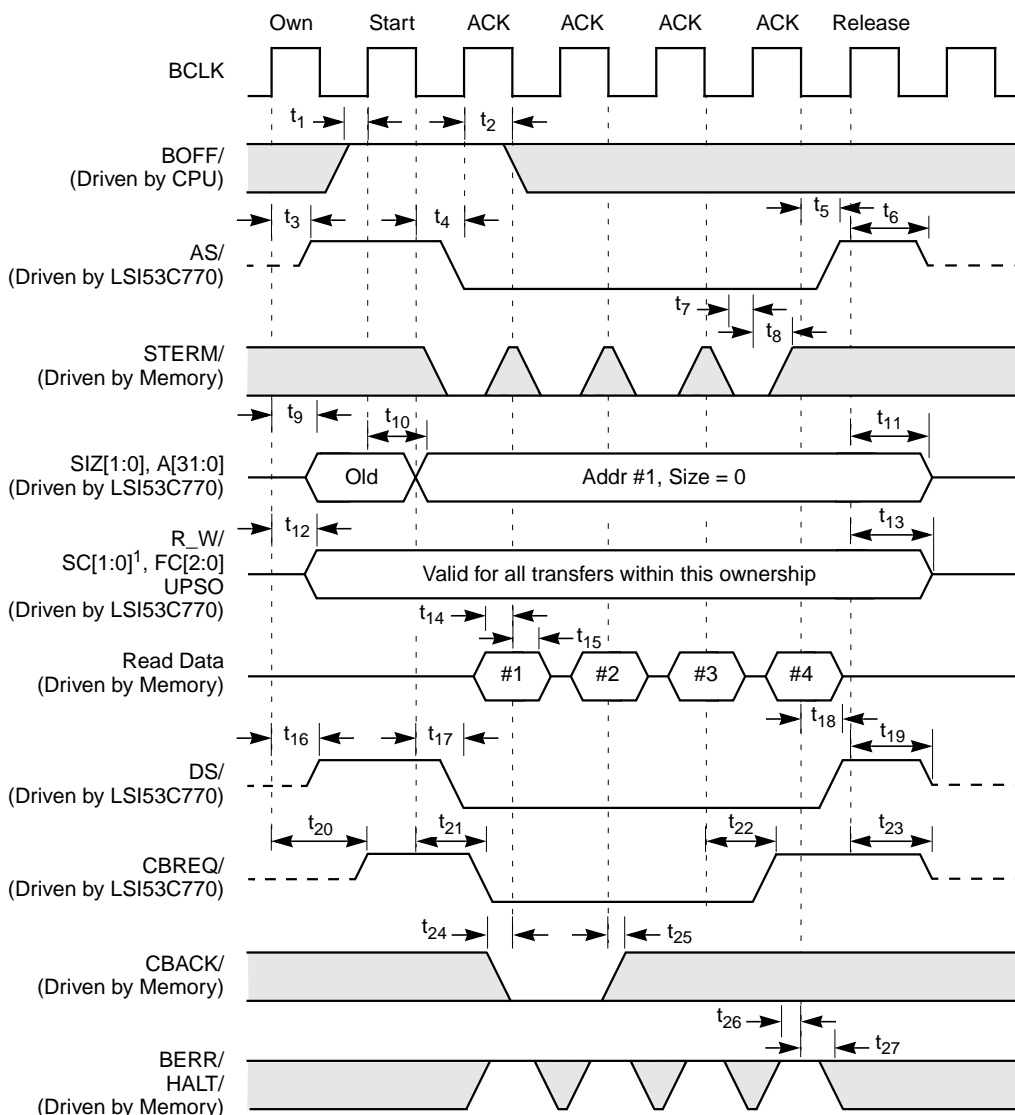 Own Start ACK ACK ACK ACK Release
BCLK
t1 t2
BOFF/
(Driven by CPU)
t3 t4 t5 t6
AS/
(Driven by LSI53C770)
t7
t8
STERM/
(Driven by Memory)
t9 t10 t11
SIZ[1:0], A[31:0]
(Driven by LSI53C770)
Old Addr #1, Size = 0
t12 t13
R_W/
SC[1:0]1, FC[2:0]
UPSO
(Driven by LSI53C770)
Valid for all transfers within this ownership
t14
t15
Read Data
(Driven by Memory)
#1 #2 #3 #4
t18
t16 t17 t19
DS/
(Driven by LSI53C770)
t20 t21 t22 t23
CBREQ/
(Driven by LSI53C770)
t24 t25
CBACK/
(Driven by Memory)
t26
t27
BERR/
HALT/
(Driven by Memory)